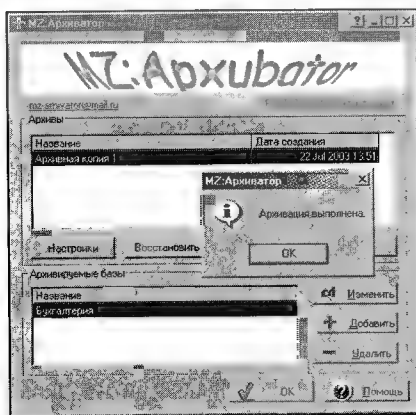 MZ:Архиватор
MZ:Архиватор
mz-arhivator@mail.ru
Архивы
Название Дата создания
Архивная копия 1 22 Jul 2003 13:51
MZ:Архиватор
Архивация выполнена.
OK
Настройки Восстановить
Архивируемые базы
Название
Бухгалтерия
Изменить
Добавить
Удалить
OK Помощь